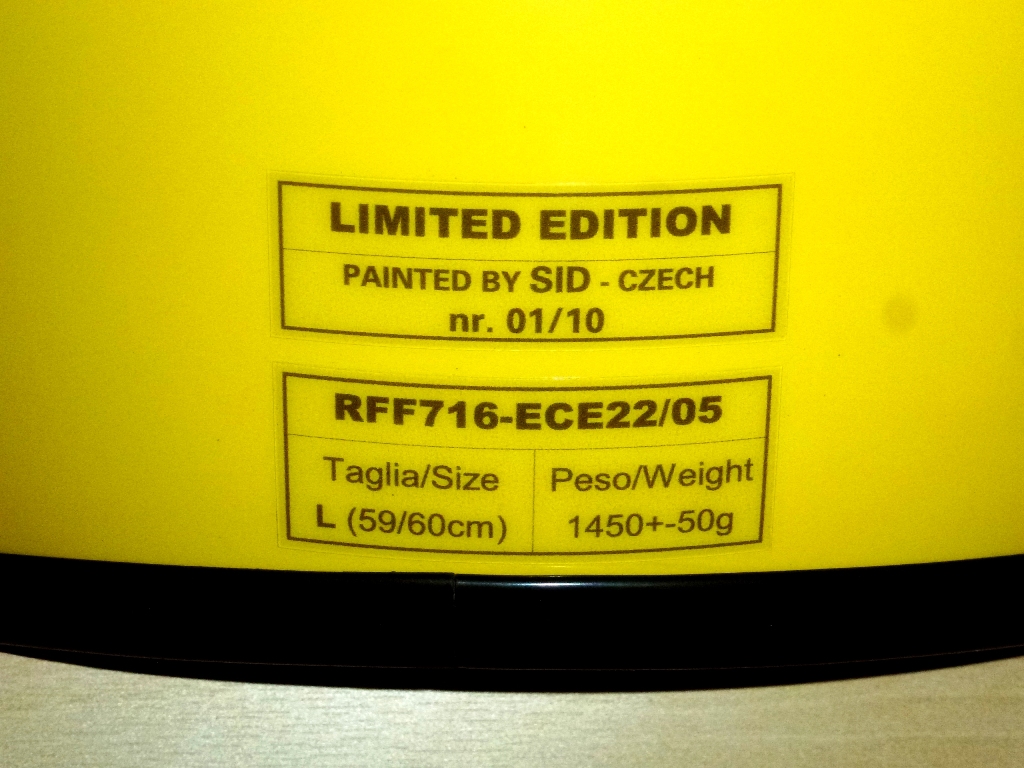 LIMITED EDITION
PAINTED BY SID - CZECH
nr. 01/10
RFF716-ECE22/05
Taglia/Size Peso/Weight
L (59/60cm) 1450+-50g